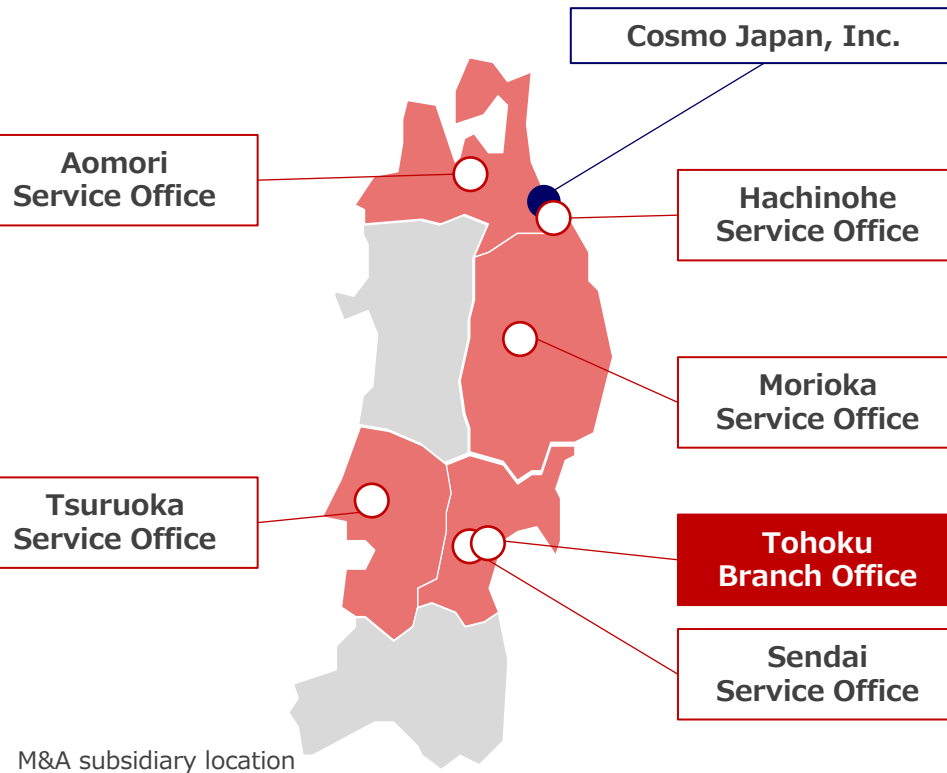 Cosmo Japan, Inc.
Aomori
Service Office
Hachinohe
Service Office
Morioka
Service Office
Tsuruoka
Service Office
Tohoku
Branch Office
Sendai
Service Office
M&A subsidiary location